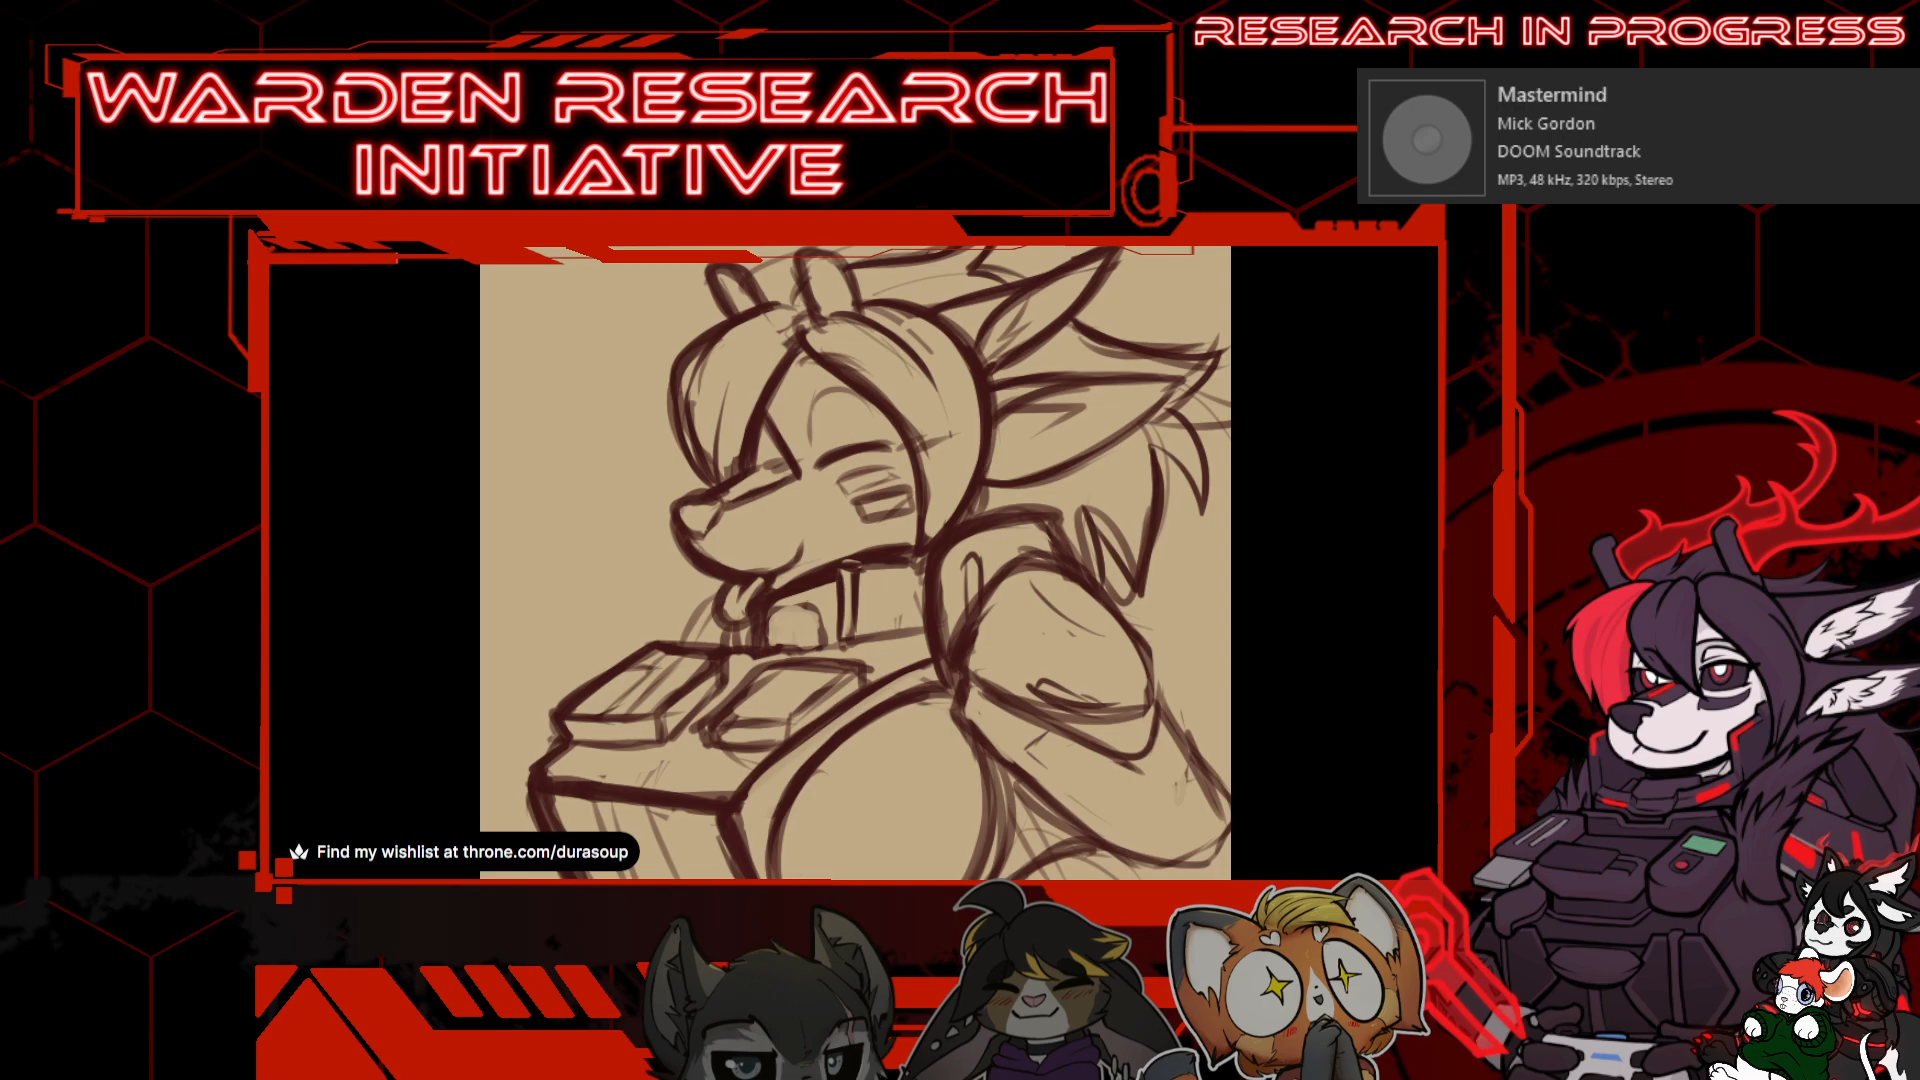 RESEARCH IN PROGRESS
WARDEN RESEARCH
INITIATIVE
Mastermind
Mick Gordon
DOOM Soundtrack
MP3, 48 kHz, 320 kbps, Stereo
Find my wishlist at throne.com/durasoup